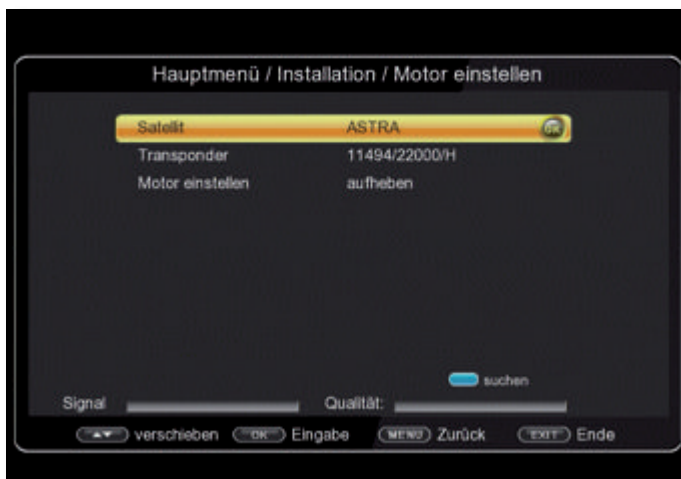 Hauptmenü / Installation / Motor einstellen
Satellit ASTRA OK
Transponder 11494/22000/H
Motor einstellen aufheben
suchen
Signal Qualität:
verschieben OK Eingabe MENU Zurück EXIT Ende